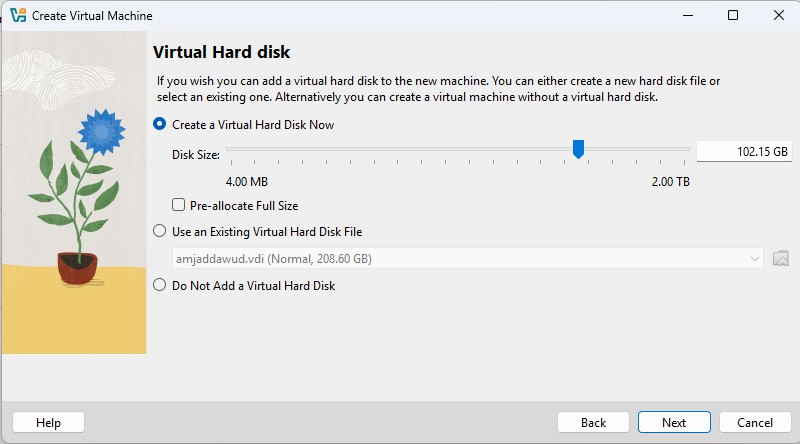 Create Virtual Machine
Virtual Hard disk
If you wish you can add a virtual hard disk to the new machine. You can either create a new hard disk file or
select an existing one. Alternatively you can create a virtual machine without a virtual hard disk.
Create a Virtual Hard Disk Now
Disk Size:
102.15 GB
4.00 MB
2.00 TB
Pre-allocate Full Size
Use an Existing Virtual Hard Disk File
amjaddawud.vdi (Normal, 208.60 GB)
Do Not Add a Virtual Hard Disk
Help
Back
Next
Cancel